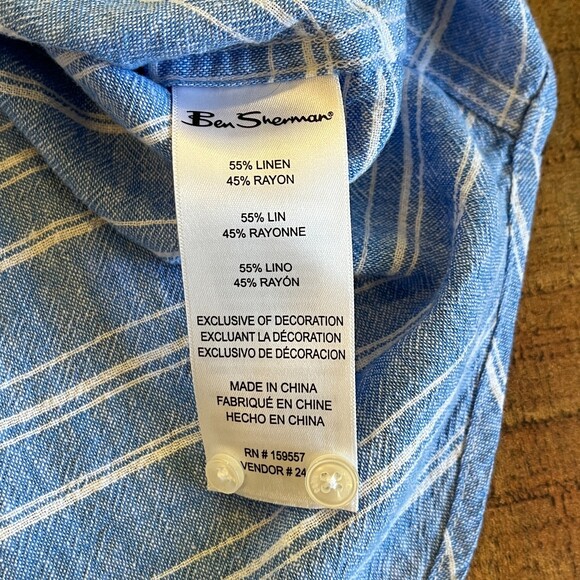 Ben Sherman®
55% LINEN
45% RAYON
55% LIN
45% RAYONNE
55% LINO
45% RAYÓN
EXCLUSIVE OF DECORATION
EXCLUANT LA DÉCORATION
EXCLUSIVO DE DÉCORACION
MADE IN CHINA
FABRIQUÉ EN CHINE
HECHO EN CHINA
RN # 159557
VENDOR # 24